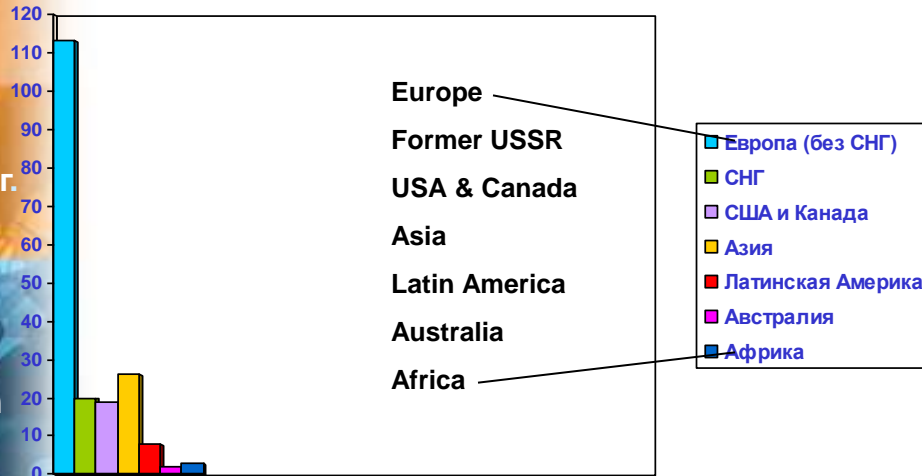 120
110
100
90
80
70
60
50
40
30
20
10
0
г.
Europe
Former USSR
USA & Canada
Asia
Latin America
Australia
Africa
Европа (без СНГ)
СНГ
США и Канада
Азия
Латинская Америка
Австралия
Африка